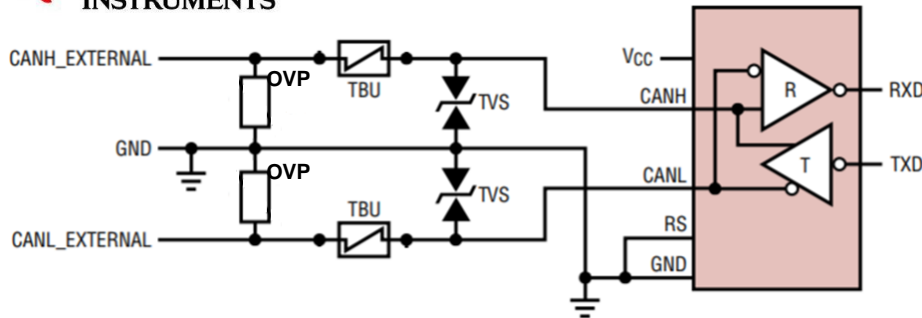 INSTRUMENTS
CANH_EXTERNAL
OVP
TBU
TVS
GND
OVP
TBU
TVS
CANL_EXTERNAL
VCC
CANH
CANL
RS
GND
R
T
RXD
TXD